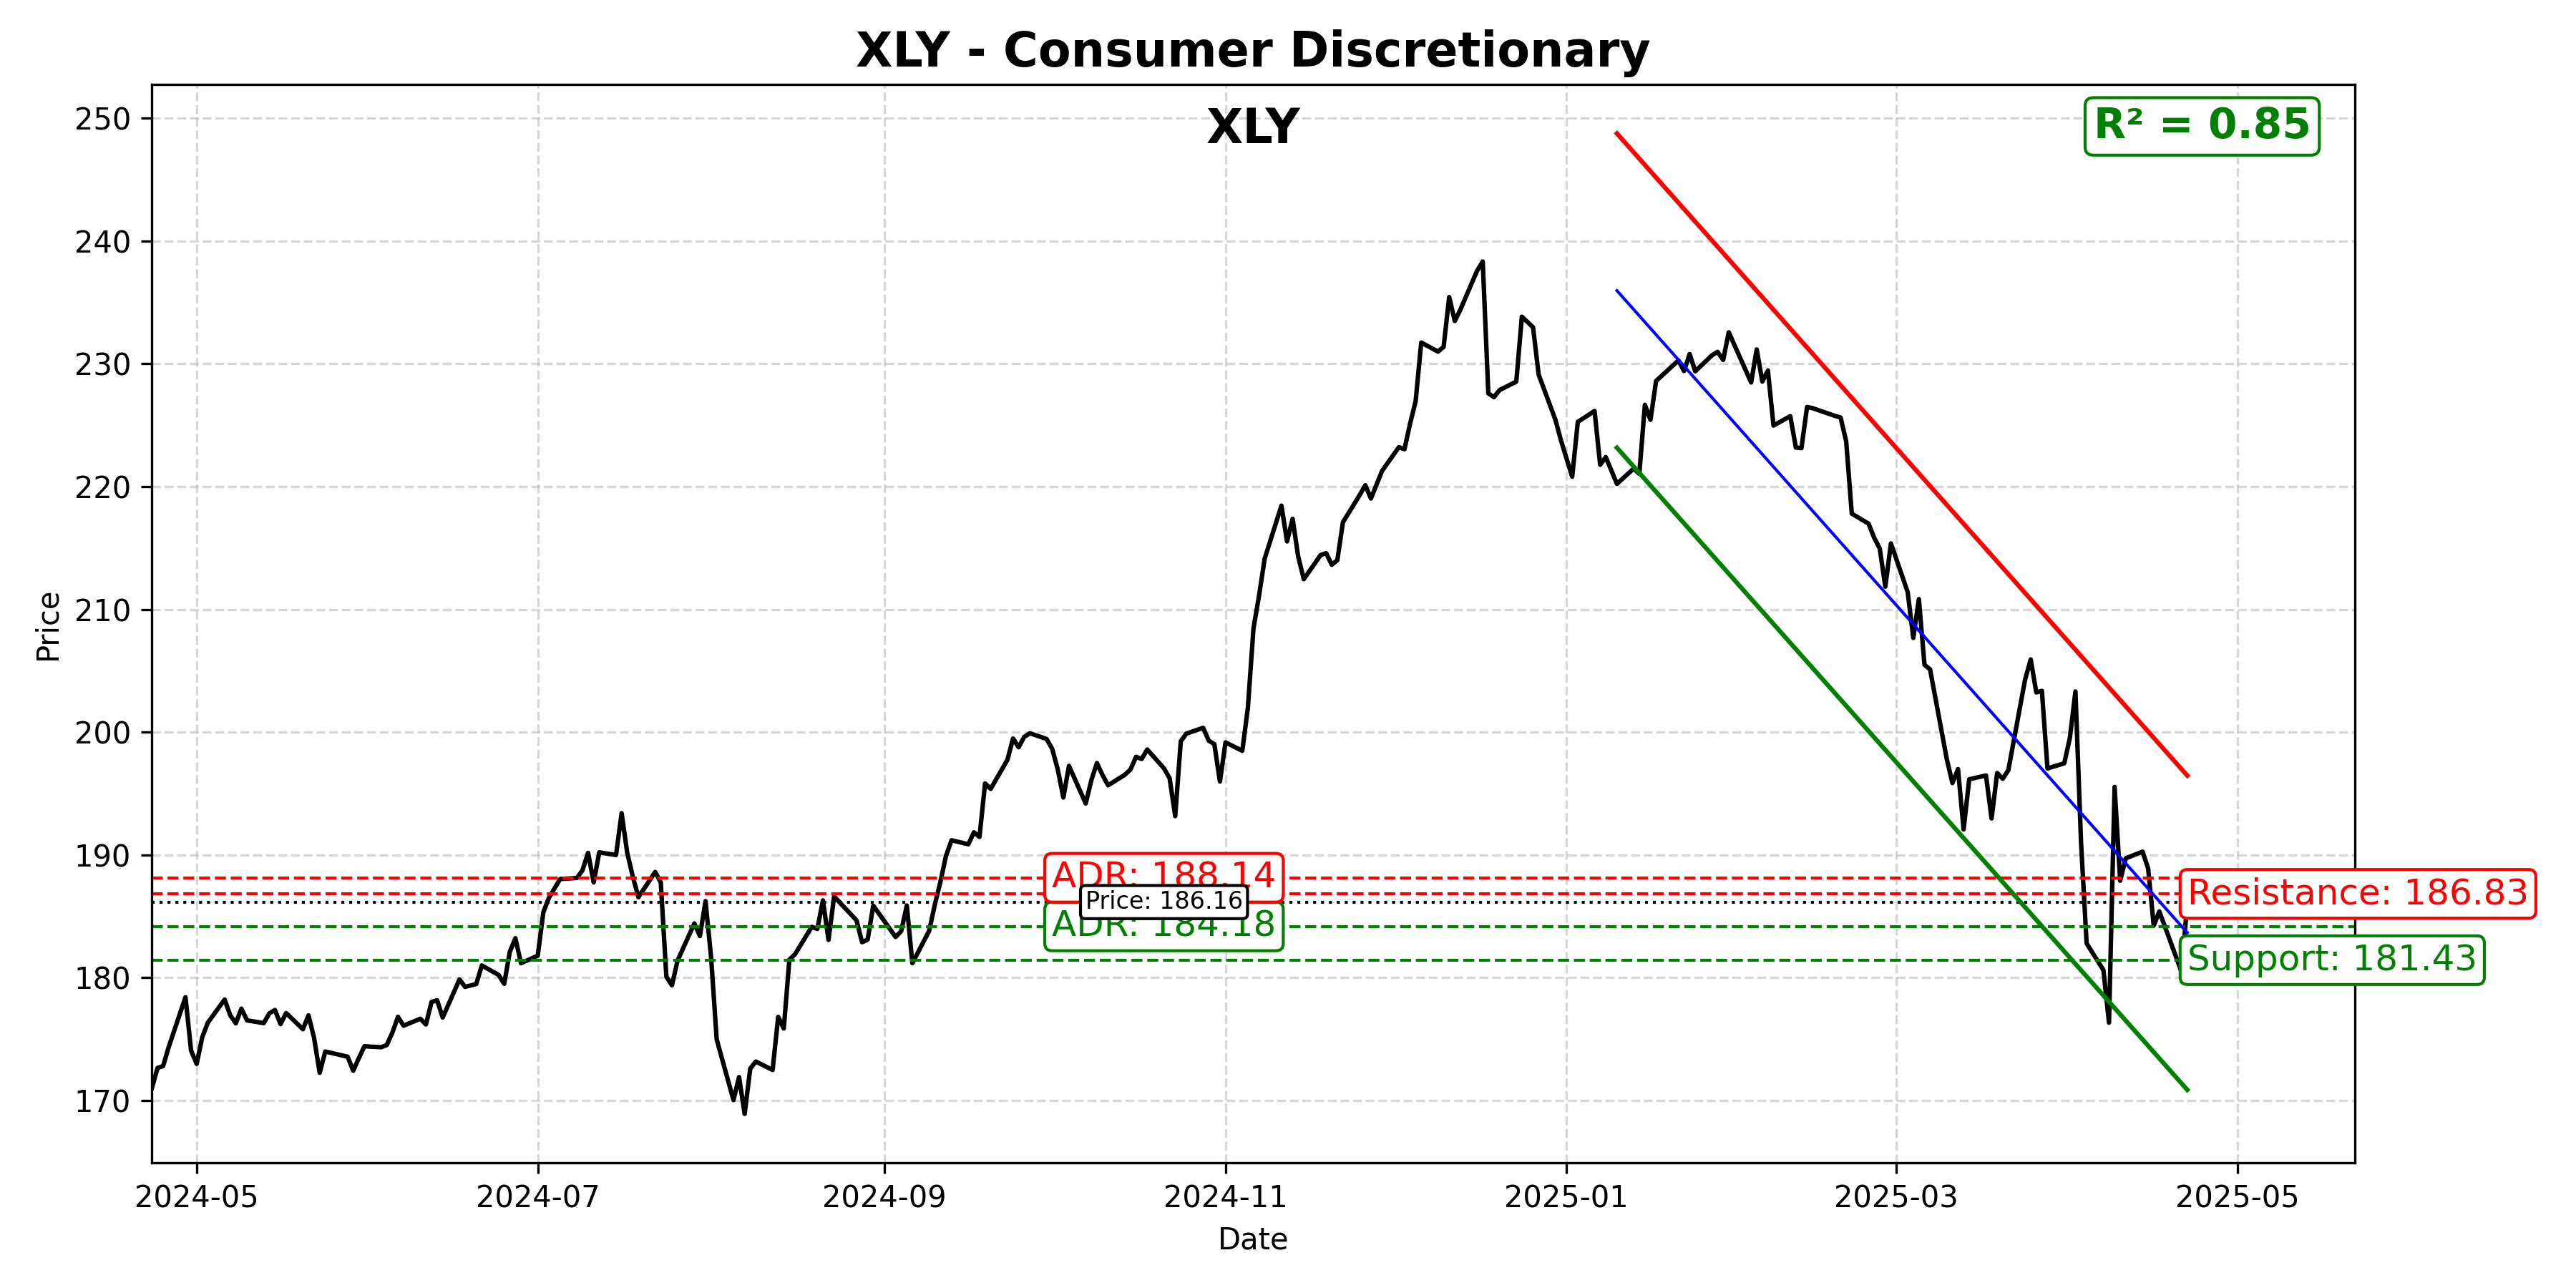 XLY - Consumer Discretionary
XLY
R² = 0.85
250
240
230
220
210
200
190
180
170
Price
ADR: 188.14
Price: 186.16
ADR: 184.18
Resistance: 186.83
Support: 181.43
2024-05
2024-07
2024-09
2024-11
2025-01
2025-03
2025-05
Date